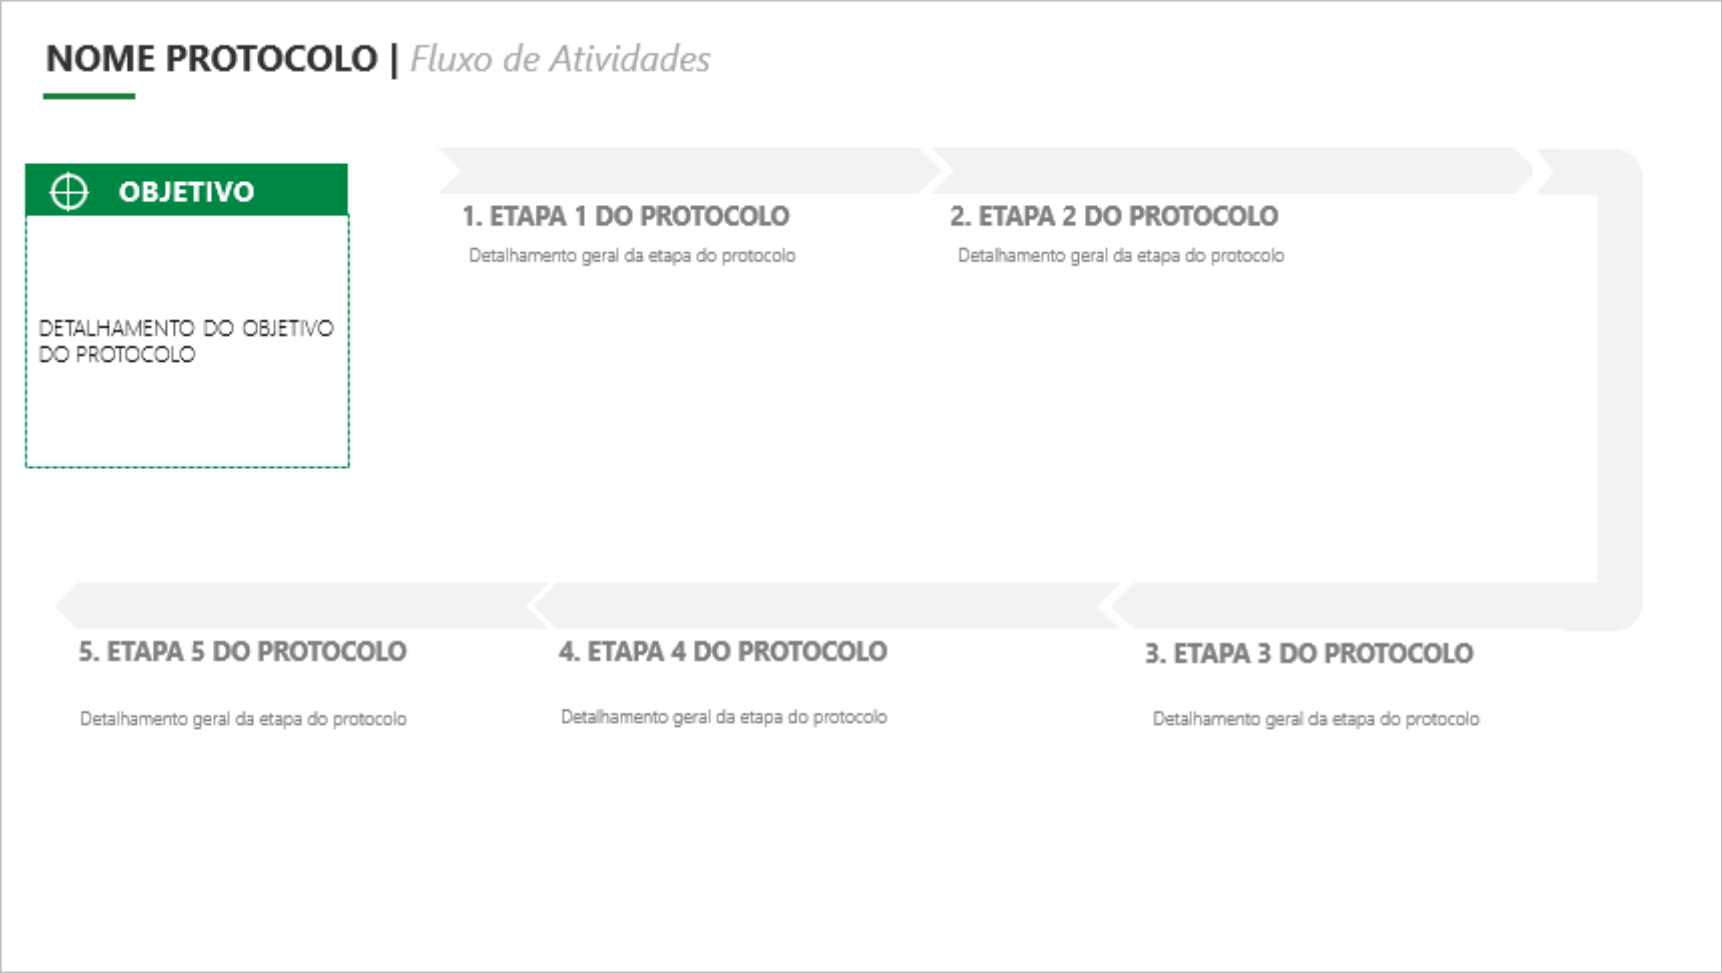 NOME PROTOCOLO | Fluxo de Atividades
OBJETIVO
DETALHAMENTO DO OBJETIVO
DO PROTOCOLO
1. ETAPA 1 DO PROTOCOLO
Detalhamento geral da etapa do protocolo
2. ETAPA 2 DO PROTOCOLO
Detalhamento geral da etapa do protocolo
3. ETAPA 3 DO PROTOCOLO
Detalhamento geral da etapa do protocolo
4. ETAPA 4 DO PROTOCOLO
Detalhamento geral da etapa do protocolo
5. ETAPA 5 DO PROTOCOLO
Detalhamento geral da etapa do protocolo